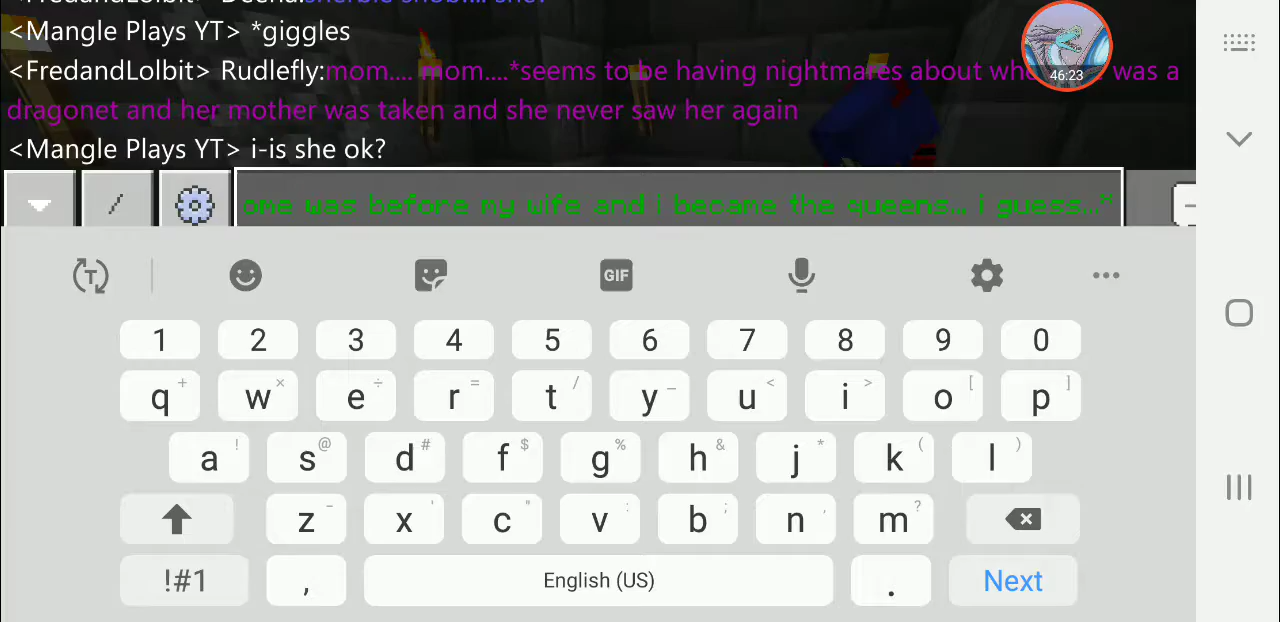 <Mangle Plays YT> *giggles
<FredandLolbit> Rudlefly:mom.... mom....*seems to be having nightmares about when was a
dragonet and her mother was taken and she never saw her again
<Mangle Plays YT> i-is she ok?
46:23
/
ome was before my wife and i became the queens... i guess..."
T
GIF
1 2 3 4 5 6 7 8 9 0
q + w × e ÷ r = t / y _ u < i > o [ p ]
a ! s @ d # f $ g % h & j * k ( l )
z - x ' c " v : b ; n , m ?
!#1 , English (US) . Next